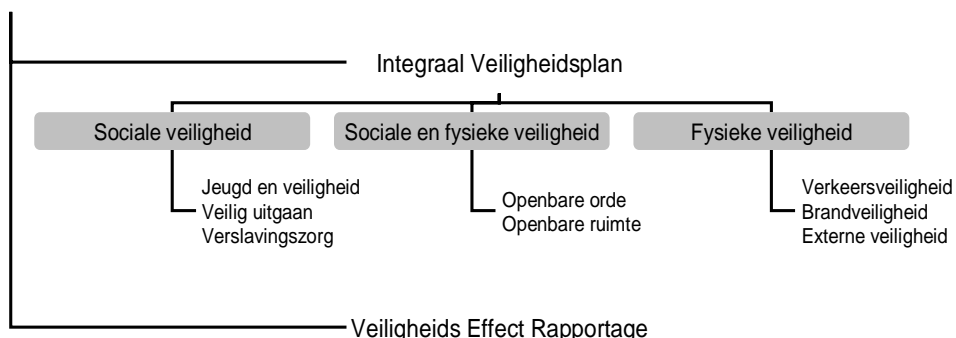 Integraal Veiligheidsplan
Sociale veiligheid
Sociale en fysieke veiligheid
Fysieke veiligheid
Jeugd en veiligheid
Veilig uitgaan
Verslavingszorg
Openbare orde
Openbare ruimte
Verkeersveiligheid
Brandveiligheid
Externe veiligheid
Veiligheids Effect Rapportage